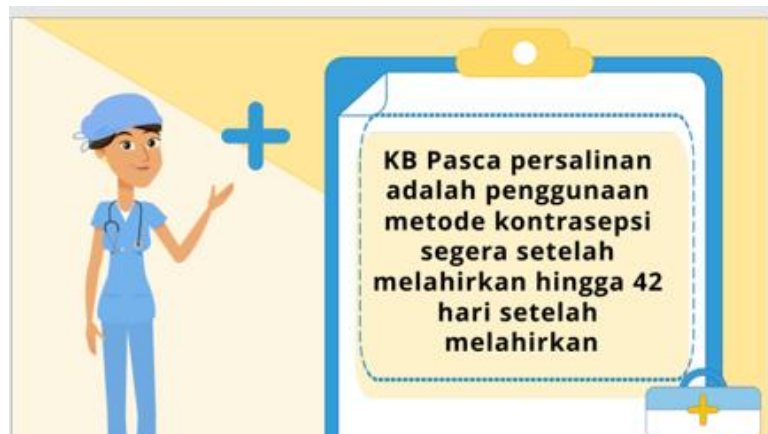 KB Pasca persalinan
adalah penggunaan
metode kontrasepsi
segera setelah
melahirkan hingga 42
hari setelah
melahirkan